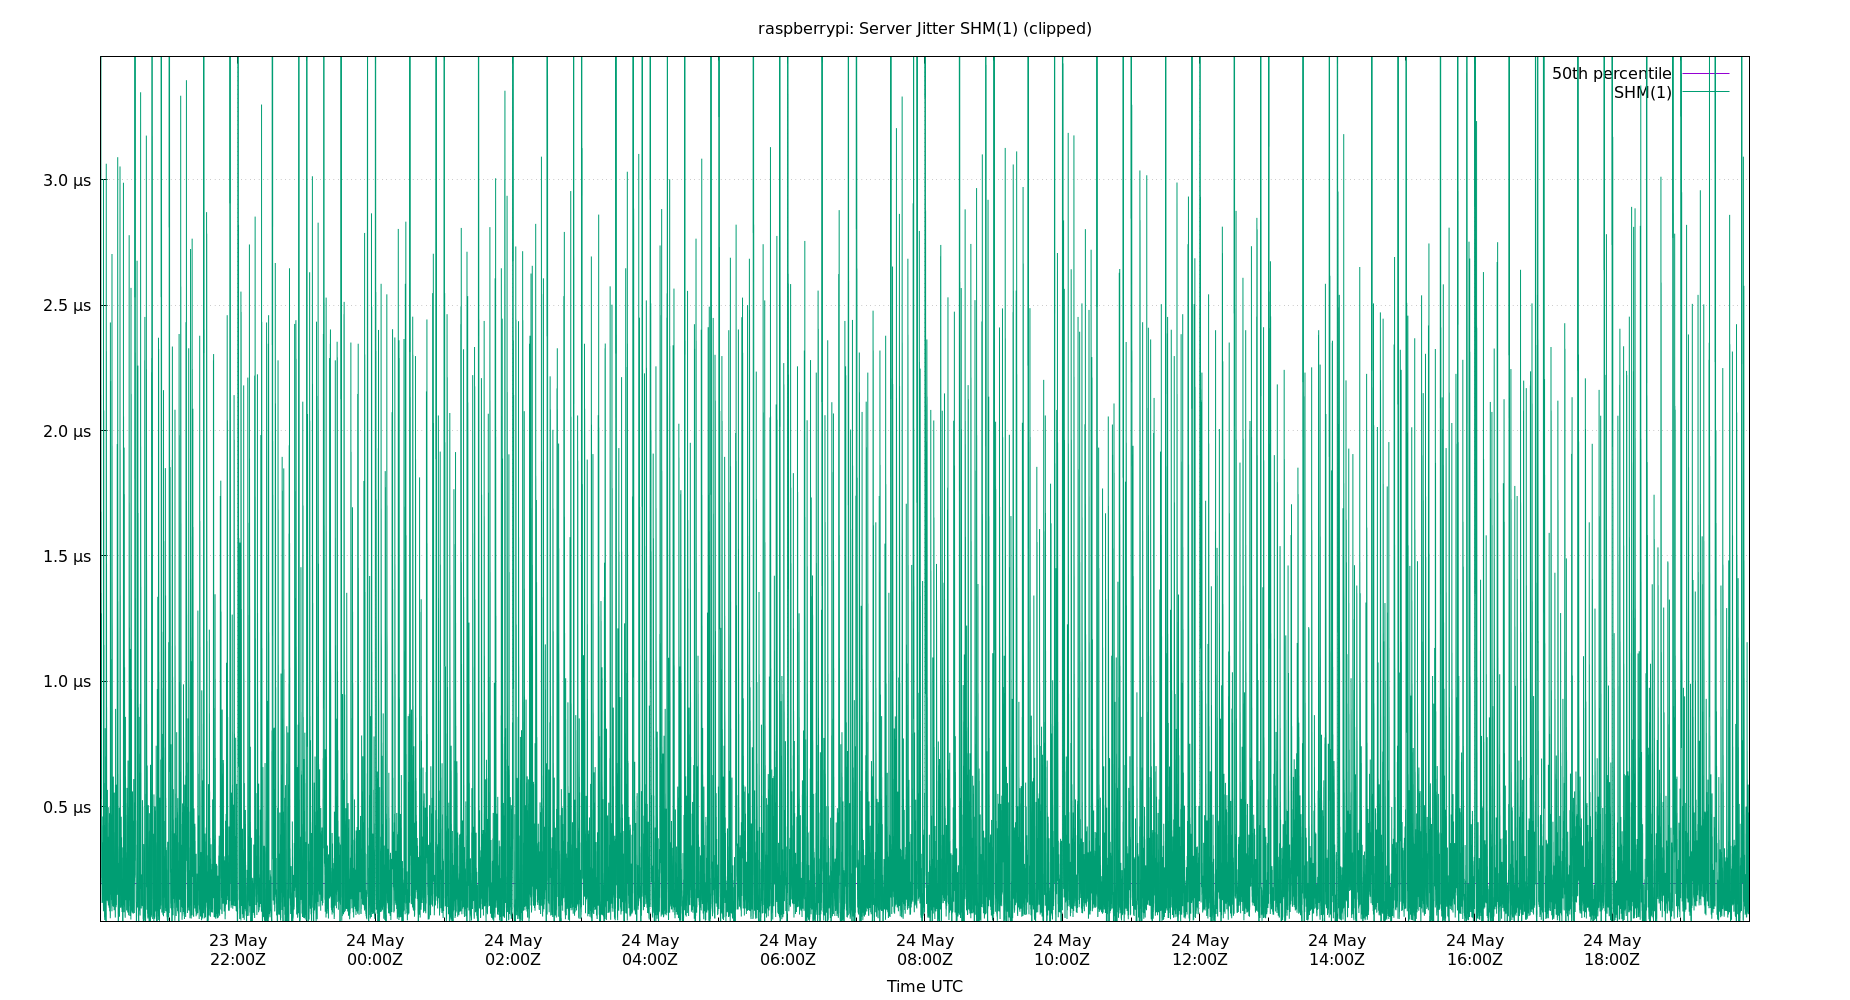 raspberrypi: Server Jitter SHM(1) (clipped)
50th percentile
SHM(1)
3.0 µs
2.5 µs
2.0 µs
1.5 µs
1.0 µs
0.5 µs
23 May 24 May 24 May 24 May 24 May 24 May 24 May 24 May 24 May 24 May 24 May
22:00Z 00:00Z 02:00Z 04:00Z 06:00Z 08:00Z 10:00Z 12:00Z 14:00Z 16:00Z 18:00Z
Time UTC